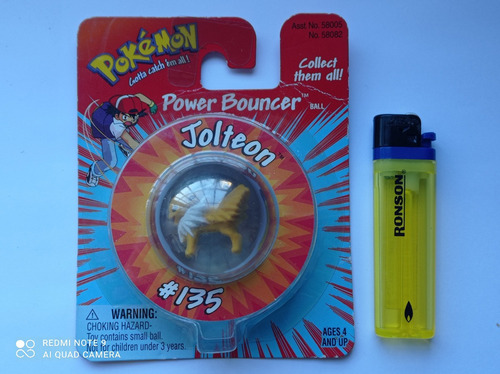 POKéMON
Gotta catch 'em all!
Asst No. 58005
No. 58082
Collect
them all!
Power Bouncer™
BALL
Jolteon™
#135
WARNING:
CHOKING HAZARD-
Toy contains small ball.
Not for children under 3 years.
AGES 4
AND UP
RONSON
REDMI NOTE 8
AI QUAD CAMERA